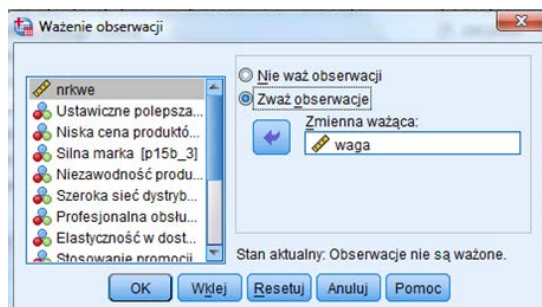 Ważenie obserwacji
nrkwe
Ustawiczne polepsza...
Niska cena produktó...
Silna marka [p15b_3]
Niezawodność produ...
Szeroka sieć dystryb...
Profesjonalna obsłu...
Elastyczność w dost...
Stosowanie promocji
Nie waż obserwacji
Zważ obserwacje
Zmienna ważąca:
waga
Stan aktualny: Obserwacje nie są ważone.
OK Wklej Resetuj Anuluj Pomoc